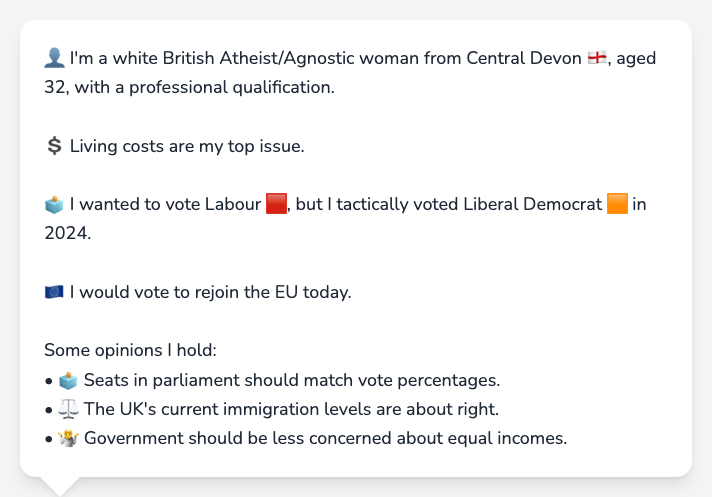 👤 I'm a white British Atheist/Agnostic woman from Central Devon 🏴󠁧󠁢󠁥󠁮󠁧󠁿, aged
32, with a professional qualification.
💲 Living costs are my top issue.
🗳️ I wanted to vote Labour 🟥, but I tactically voted Liberal Democrat 🟧 in
2024.
🇪🇺 I would vote to rejoin the EU today.
Some opinions I hold:
• 🗳️ Seats in parliament should match vote percentages.
• ⚖️ The UK's current immigration levels are about right.
• 🤷 Government should be less concerned about equal incomes.